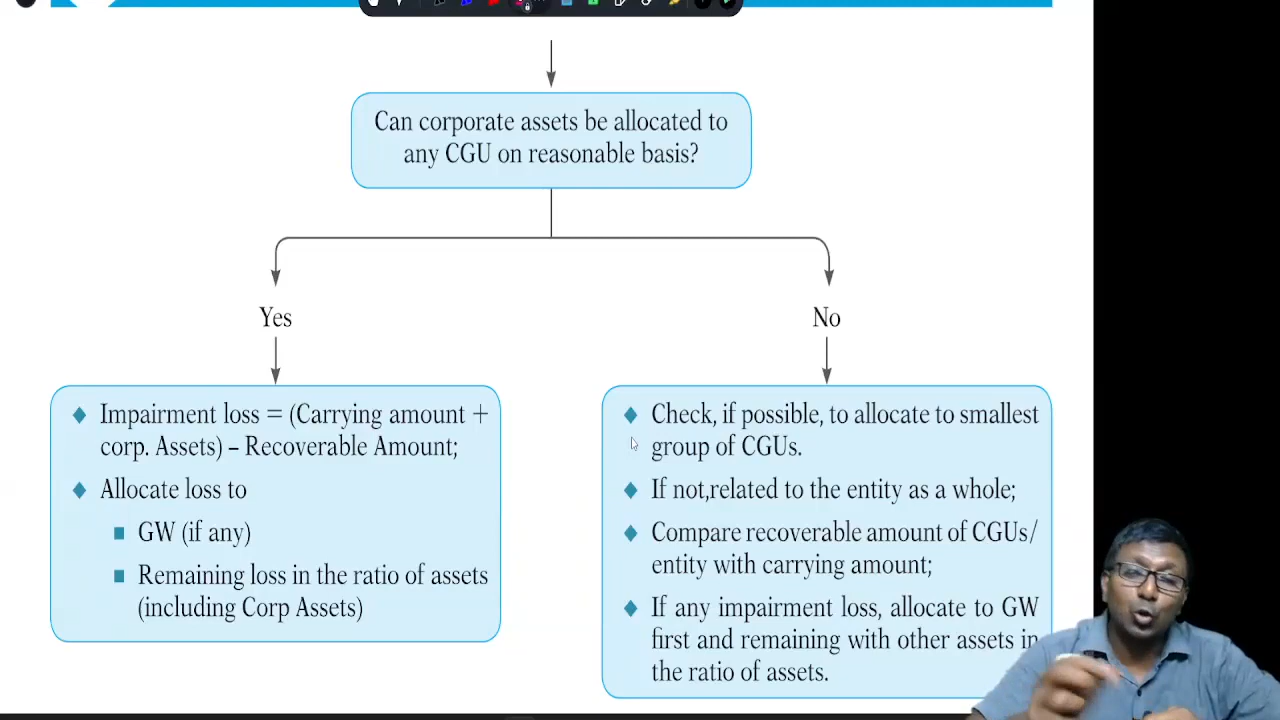 Can corporate assets be allocated to
any CGU on reasonable basis?
Yes
No
Impairment loss = (Carrying amount +
corp. Assets) – Recoverable Amount;
Allocate loss to
GW (if any)
Remaining loss in the ratio of assets
(including Corp Assets)
Check, if possible, to allocate to smallest
group of CGUs.
If not,related to the entity as a whole;
Compare recoverable amount of CGUs/
entity with carrying amount;
If any impairment loss, allocate to GW
first and remaining with other assets in
the ratio of assets.